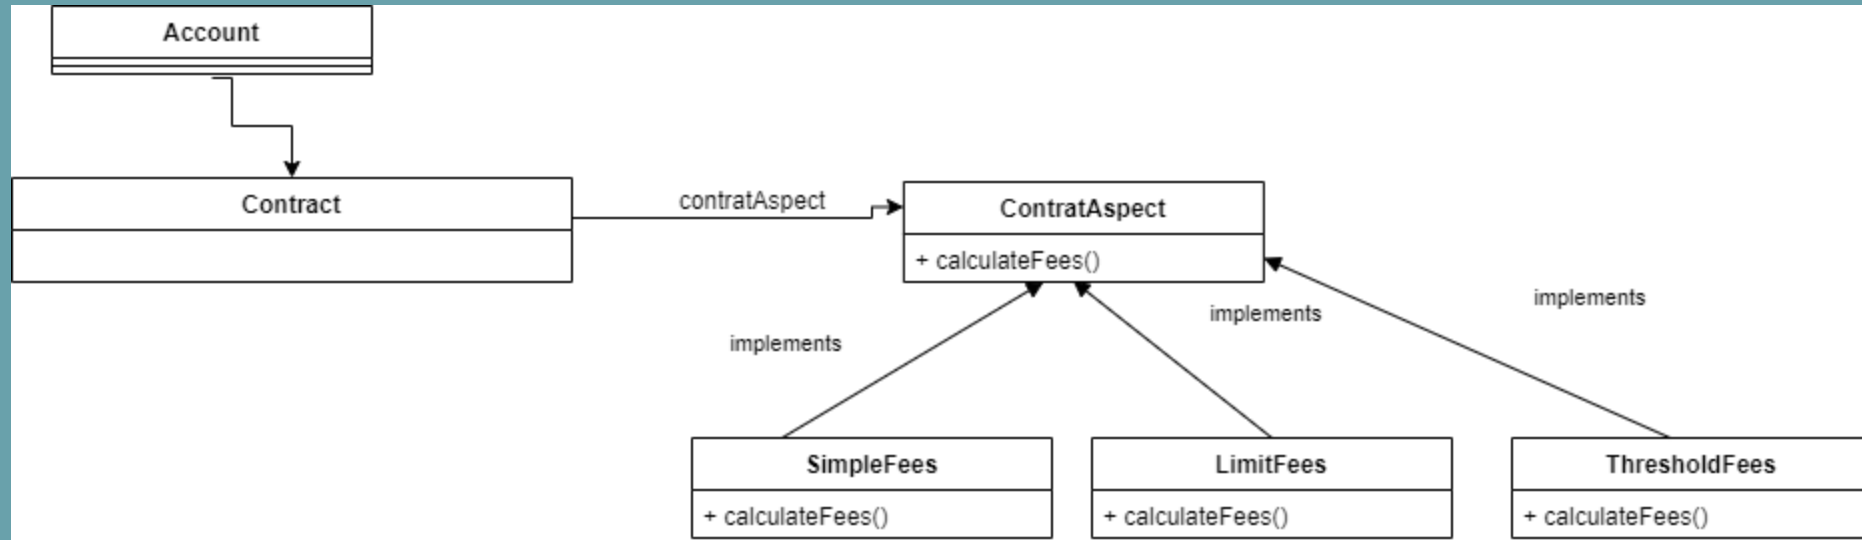 Account
Contract
contratAspect
ContratAspect
+ calculateFees()
implements
implements
implements
SimpleFees
+ calculateFees()
LimitFees
+ calculateFees()
ThresholdFees
+ calculateFees()